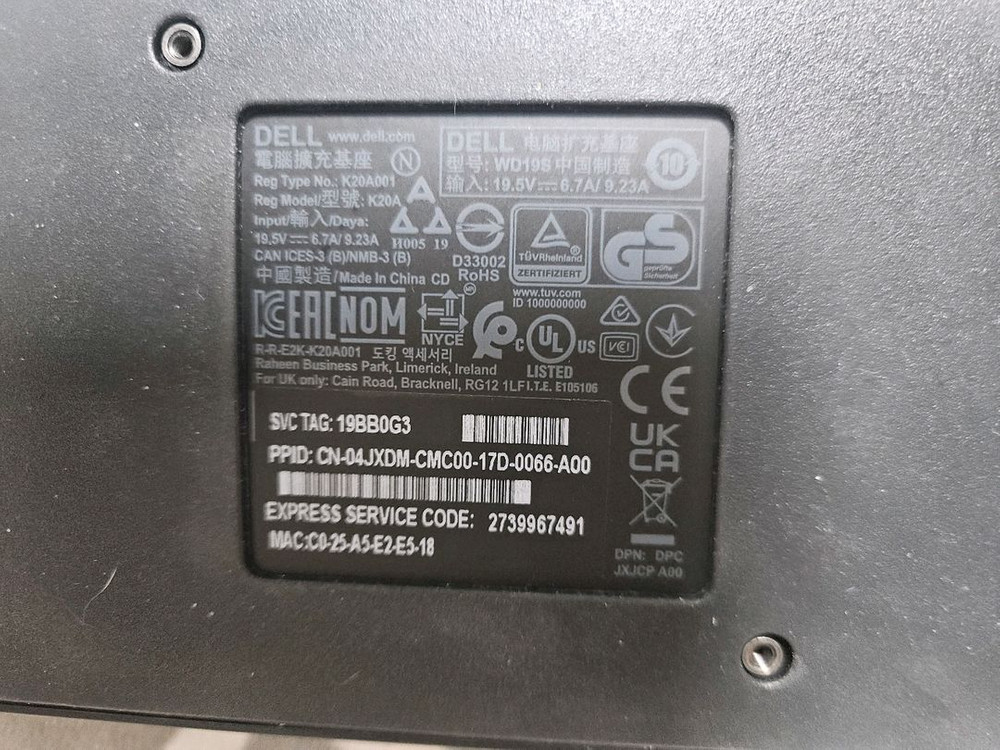 DELL www.dell.com
電腦擴充基座 N
Reg Type No.: K20A001
Reg Model/型號: K20A
Input/輸入/Daya:
19.5V⎓6.7A/ 9.23A
CAN ICES-3 (B)/NMB-3 (B)
中國製造/Made In China CD
A
H005 19
D33002
RoHS
DELL 电脑扩充基座
型号: WD19S 中国制造
输入: 19.5V⎓6.7A/ 9.23A
10
TÜVRheinland
ZERTIFIZIERT
GS
geprüfte
Sicherheit
www.tuv.com
ID 1000000000
EAC NOM
NYCE
C UL US
LISTED
VCI
R-R-E2K-K20A001 도킹 액세서리
Raheen Business Park, Limerick, Ireland
For UK only: Cain Road, Bracknell, RG12 1LF I.T.E. E105106
CE
UK
CA
SVC TAG: 19BB0G3
PPID: CN-04JXDM-CMC00-17D-0066-A00
EXPRESS SERVICE CODE: 2739967491
MAC:C0-25-A5-E2-E5-18
DPN: DPC
JXJCP A00